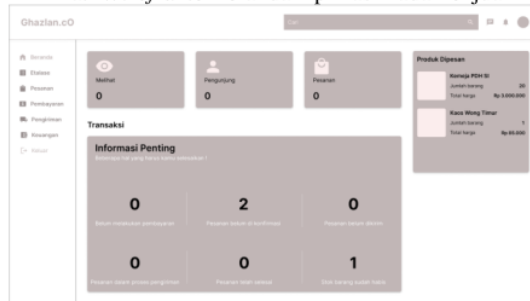 Ghazlan.cO
Cari
Beranda
Etalase
Pesanan
Pembayaran
Pengiriman
Keuangan
Keluar
Melihat
0
Pengunjung
0
Pesanan
0
Transaksi
Informasi Penting
Beberapa hal yang harus kamu selesaikan !
0
Belum melakukan pembayaran
2
Pesanan belum di konfirmasi
0
Pesanan belum dikirim
0
Pesanan dalam proses pengiriman
0
Pesanan telah selesai
1
Stok barang sudah habis
Produk Dipesan
Kemeja PDH SI
Jumlah barang 20
Total harga Rp 3.000.000
Kaos Wong Timur
Jumlah barang 1
Total harga Rp 85.000